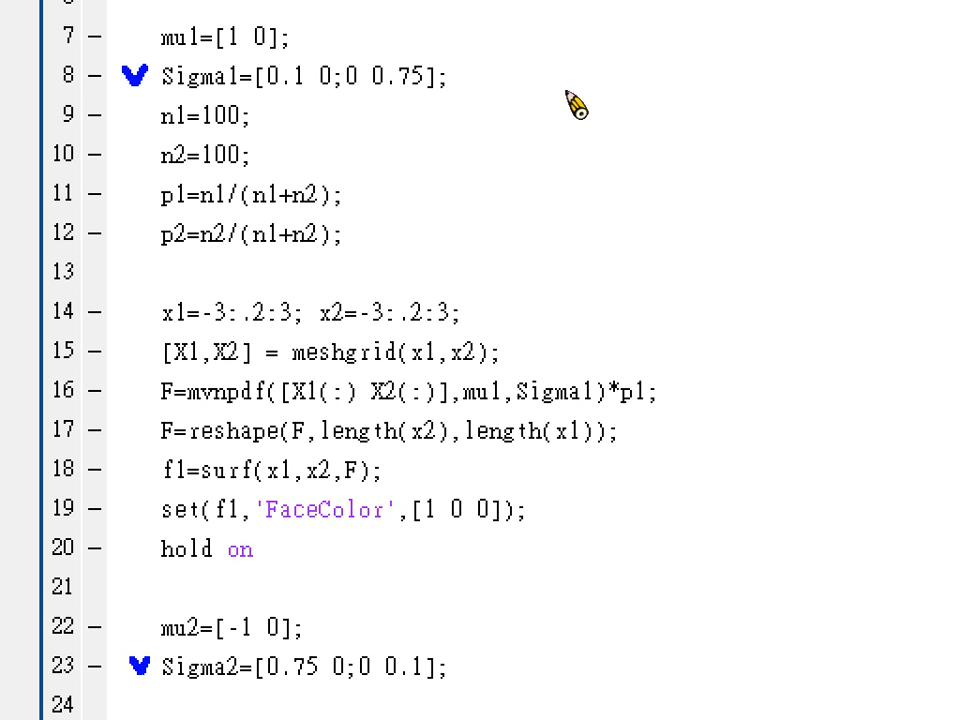 7 – mu1=[1 0];
8 – Sigma1=[0.1 0;0 0.75];
9 – n1=100;
10 – n2=100;
11 – p1=n1/(n1+n2);
12 – p2=n2/(n1+n2);
13
14 – x1=-3:.2:3; x2=-3:.2:3;
15 – [X1,X2] = meshgrid(x1,x2);
16 – F=mvnpdf([X1(:) X2(:)],mu1,Sigma1)*p1;
17 – F=reshape(F,length(x2),length(x1));
18 – f1=surf(x1,x2,F);
19 – set(f1,'FaceColor',[1 0 0]);
20 – hold on
21
22 – mu2=[-1 0];
23 – Sigma2=[0.75 0;0 0.1];
24